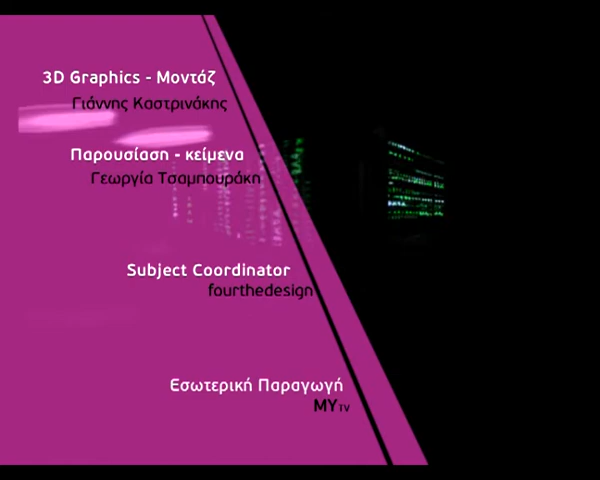 3D Graphics - Μοντάζ
Γιάννης Καστρινάκης
Παρουσίαση - κείμενα
Γεωργία Τσαμπουράκη
Subject Coordinator
fourthedesign
Εσωτερική Παραγωγή
MYTV